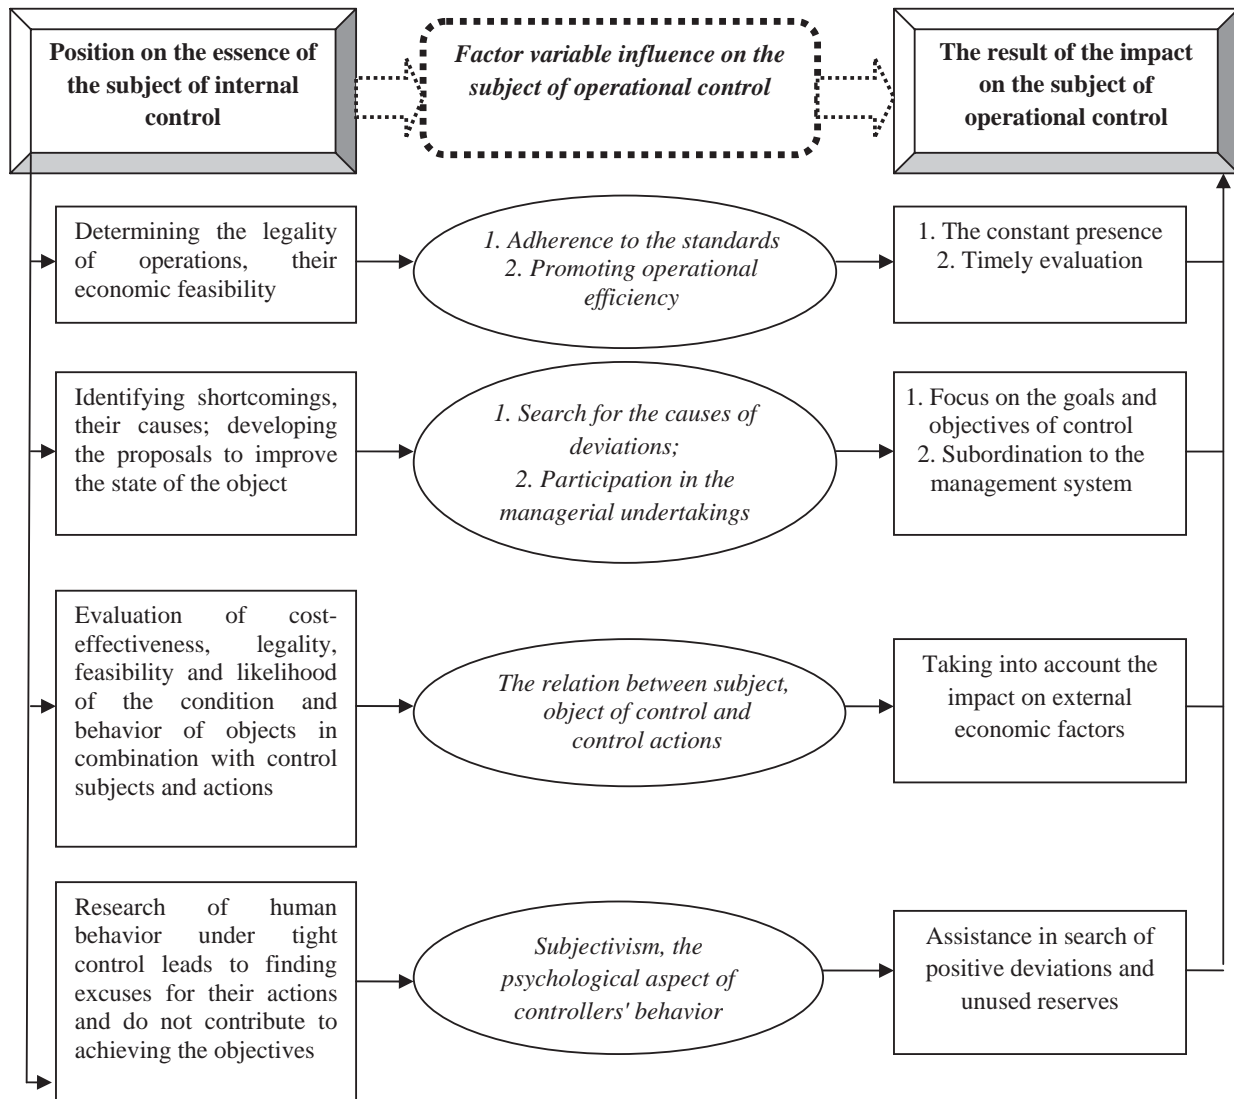 Position on the essence of
the subject of internal
control
Factor variable influence on the
subject of operational control
The result of the impact
on the subject of
operational control
Determining the legality
of operations, their
economic feasibility
1. Adherence to the standards
2. Promoting operational
efficiency
1. The constant presence
2. Timely evaluation
Identifying shortcomings,
their causes; developing
the proposals to improve
the state of the object
1. Search for the causes of
deviations;
2. Participation in the
managerial undertakings
1. Focus on the goals and
objectives of control
2. Subordination to the
management system
Evaluation of cost-
effectiveness, legality,
feasibility and likelihood
of the condition and
behavior of objects in
combination with control
subjects and actions
The relation between subject,
object of control and
control actions
Taking into account the
impact on external
economic factors
Research of human
behavior under tight
control leads to finding
excuses for their actions
and do not contribute to
achieving the objectives
Subjectivism, the
psychological aspect of
controllers' behavior
Assistance in search of
positive deviations and
unused reserves